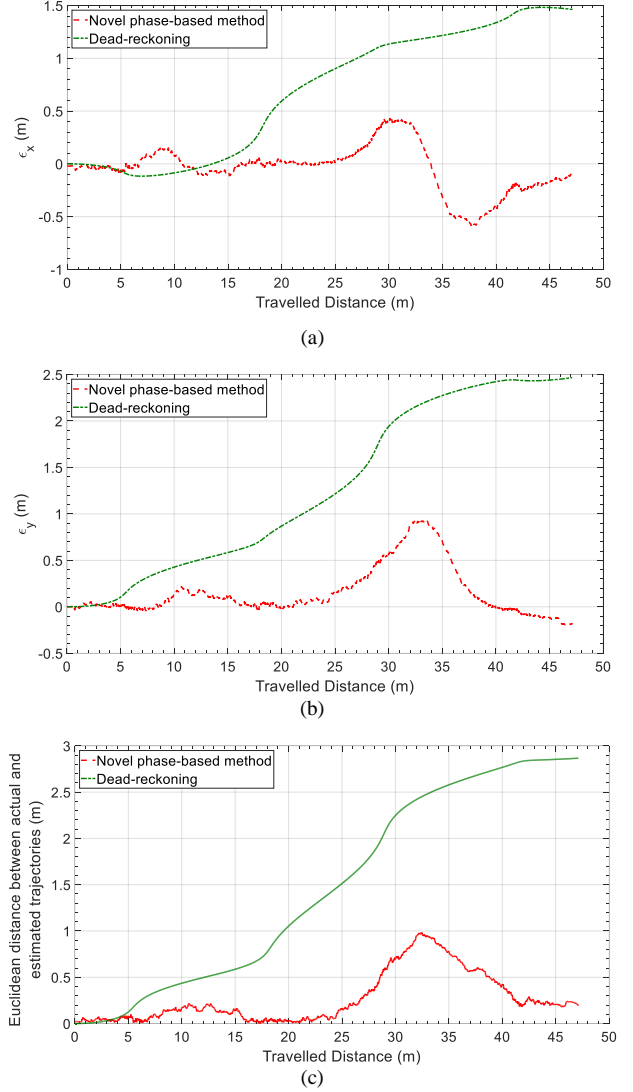 1.5
1
0.5
0
-0.5
-1
ϵx (m)
Novel phase-based method
Dead-reckoning
0 5 10 15 20 25 30 35 40 45 50
Travelled Distance (m)
(a)
2.5
2
1.5
1
0.5
0
-0.5
ϵy (m)
Novel phase-based method
Dead-reckoning
0 5 10 15 20 25 30 35 40 45 50
Travelled Distance (m)
(b)
3
2.5
2
1.5
1
0.5
0
Euclidean distance between actual and
estimated trajectories (m)
Novel phase-based method
Dead-reckoning
0 5 10 15 20 25 30 35 40 45 50
Travelled Distance (m)
(c)